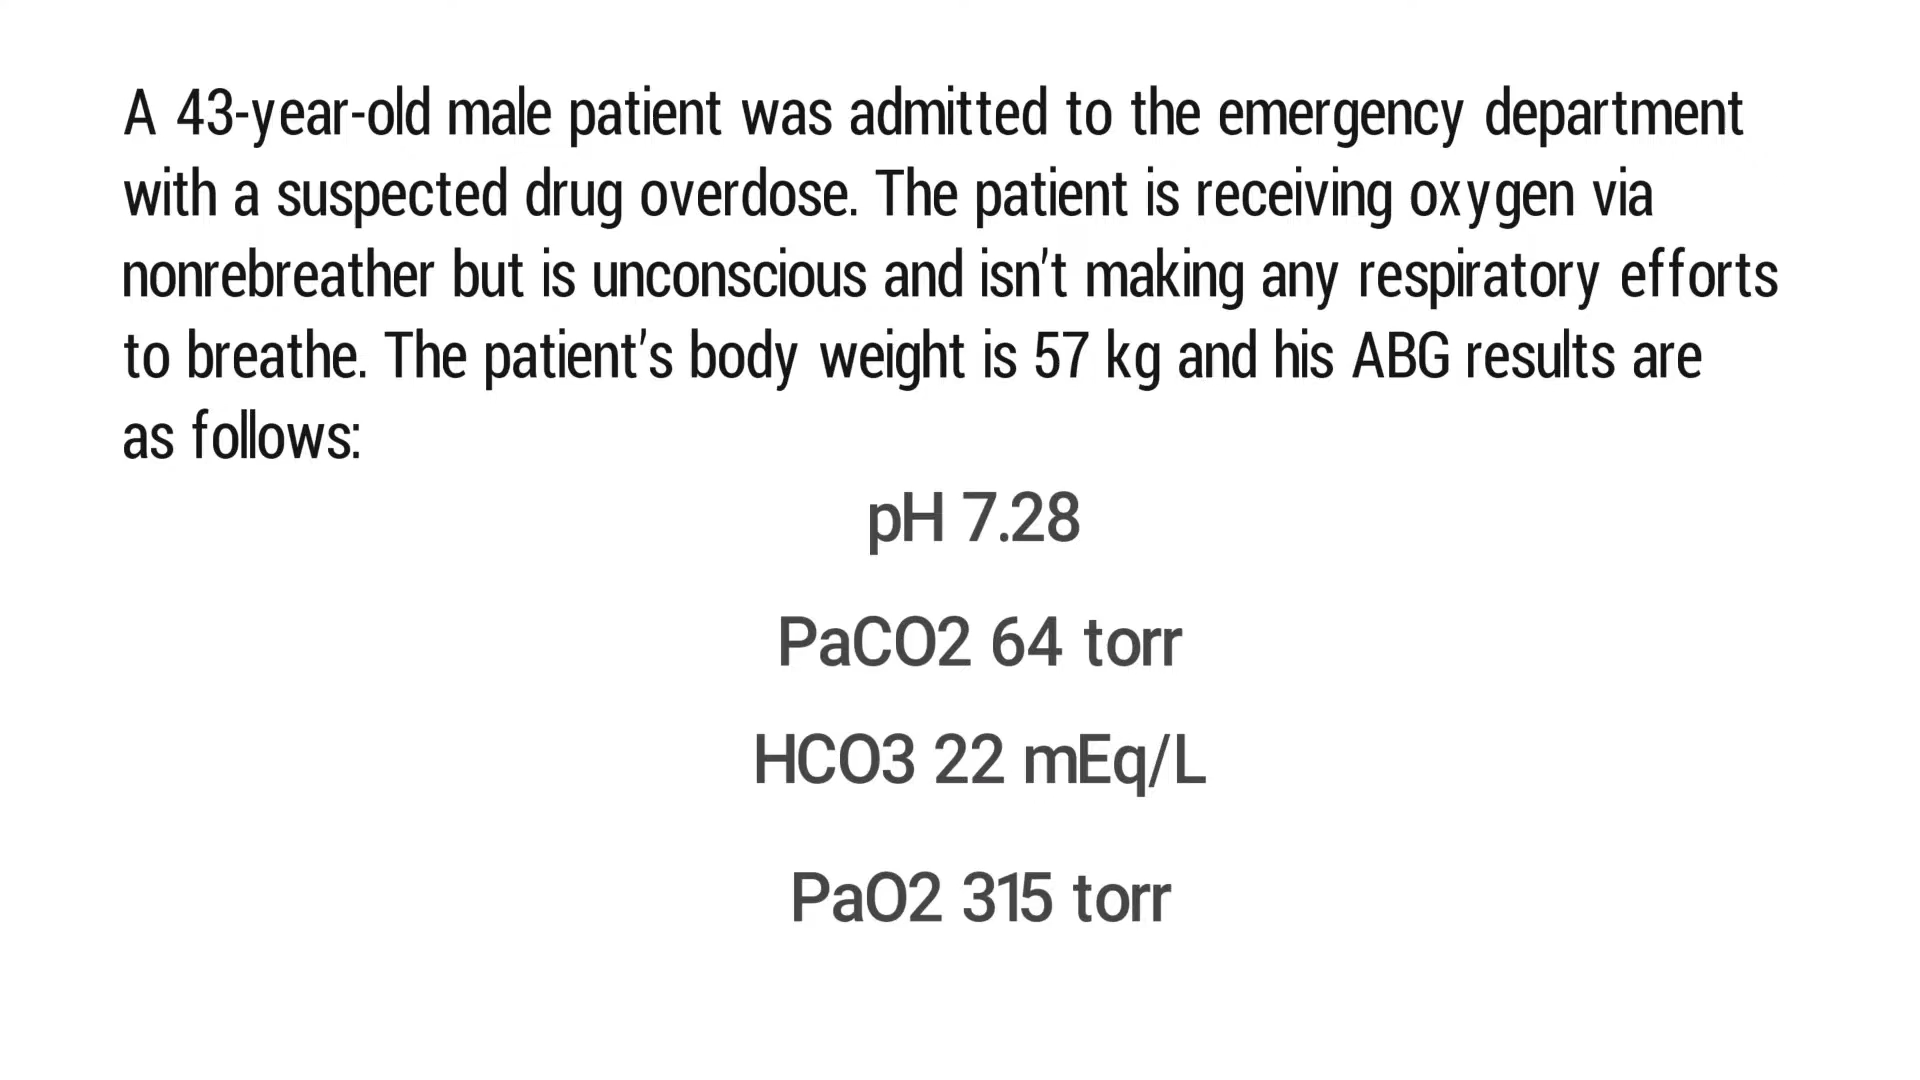 A 43-year-old male patient was admitted to the emergency department
with a suspected drug overdose. The patient is receiving oxygen via
nonrebreather but is unconscious and isn't making any respiratory efforts
to breathe. The patient's body weight is 57 kg and his ABG results are
as follows:
pH 7.28
PaCO2 64 torr
HCO3 22 mEq/L
PaO2 315 torr